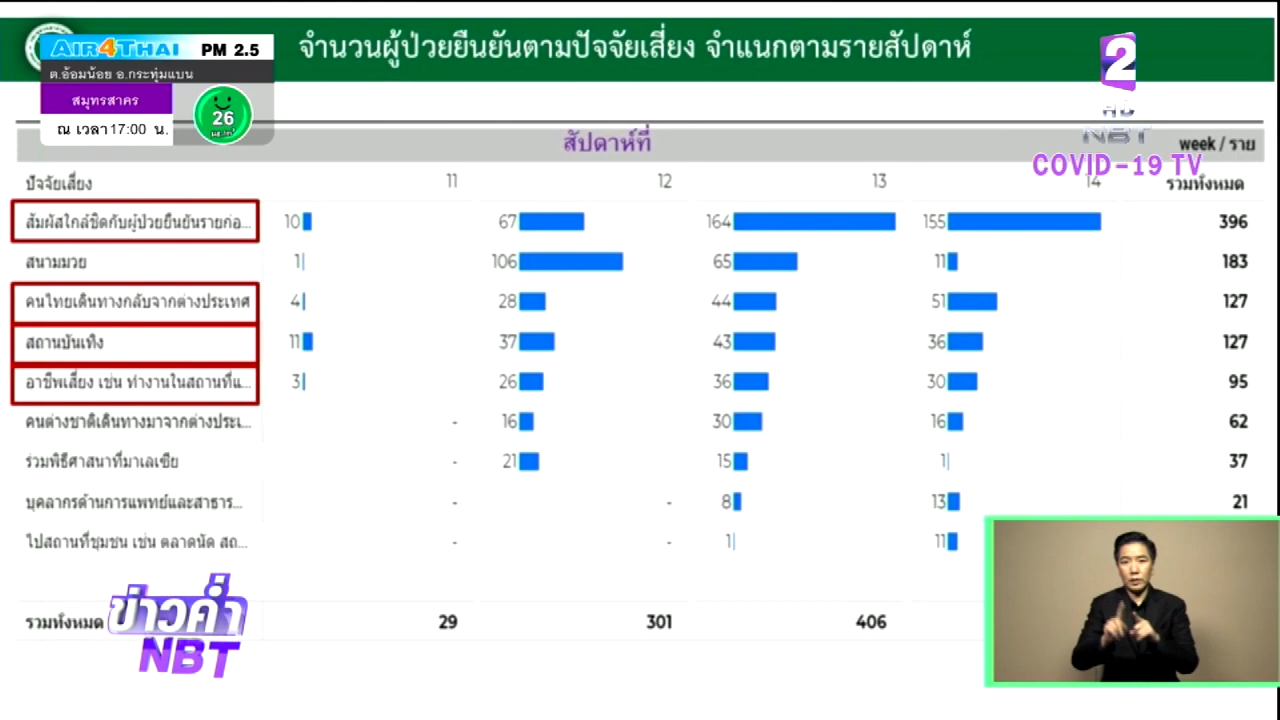 AIR4THAI PM 2.5
ต.อ้อมน้อย อ.กระทุ่มแบน
สมุทรสาคร
ณ เวลา17:00 น.
26
จำนวนผู้ป่วยยืนยันตามปัจจัยเสี่ยง จำแนกตามรายสัปดาห์
2
HD
NBT
COVID-19 TV
สัปดาห์ที่ week / ราย
ปัจจัยเสี่ยง 11 12 13 14 รวมทั้งหมด
สัมผัสใกล้ชิดกับผู้ป่วยยืนยันรายก่อ... 10 67 164 155 396
สนามมวย 1 106 65 11 183
คนไทยเดินทางกลับจากต่างประเทศ 4 28 44 51 127
สถานบันเทิง 11 37 43 36 127
อาชีพเสี่ยง เช่น ทำงานในสถานที่แ... 3 26 36 30 95
คนต่างชาติเดินทางมาจากต่างประเ... - 16 30 16 62
ร่วมพิธีศาสนาที่มาเลเซีย - 21 15 1 37
บุคลากรด้านการแพทย์และสาธาร... - - 8 13 21
ไปสถานที่ชุมชน เช่น ตลาดนัด สถ... - - 1 11
รวมทั้งหมด 29 301 406
ข่าวค่ำ
NBT